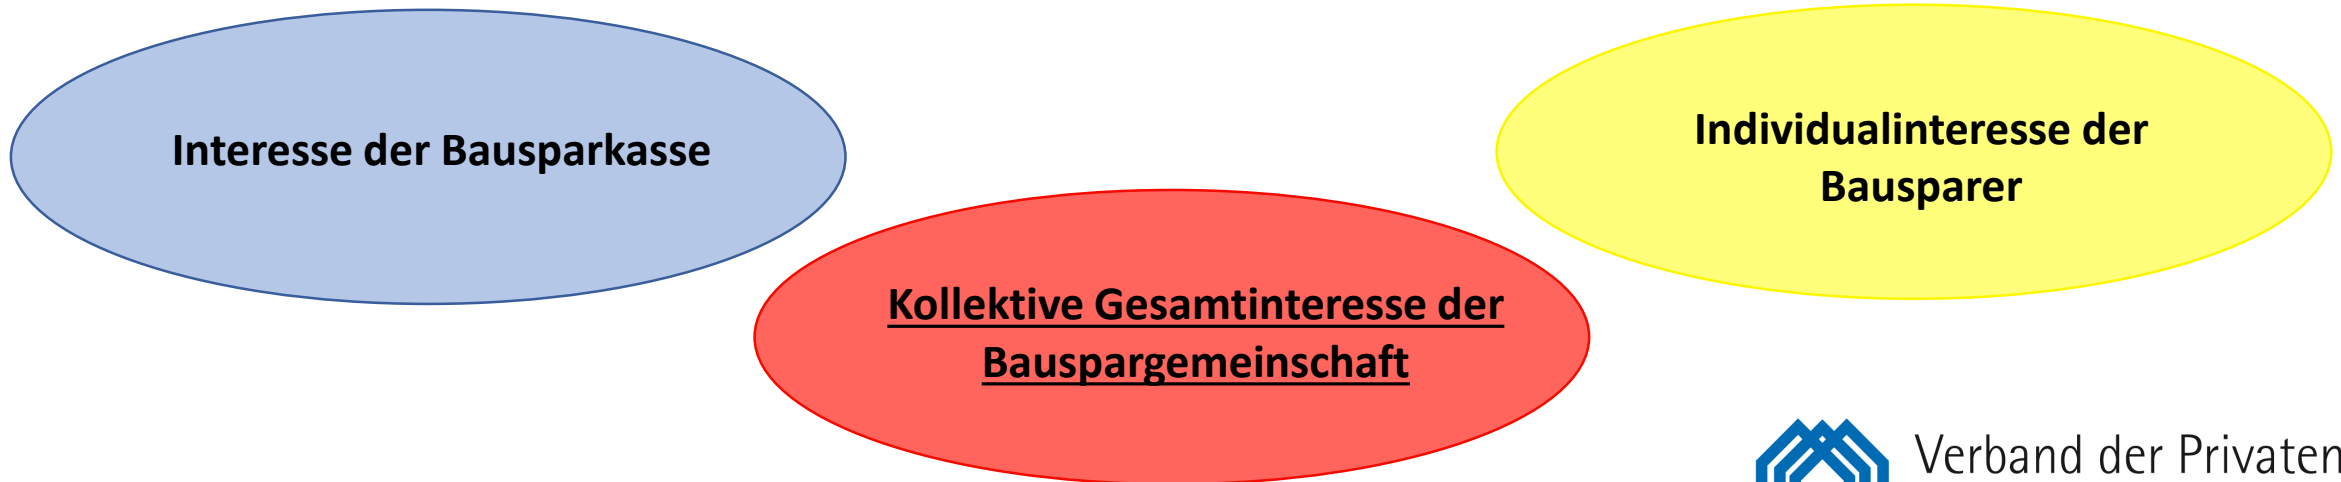 Interesse der Bausparkasse
Individualinteresse der
Bausparer
Kollektive Gesamtinteresse der
Bauspargemeinschaft
Verband der Privaten